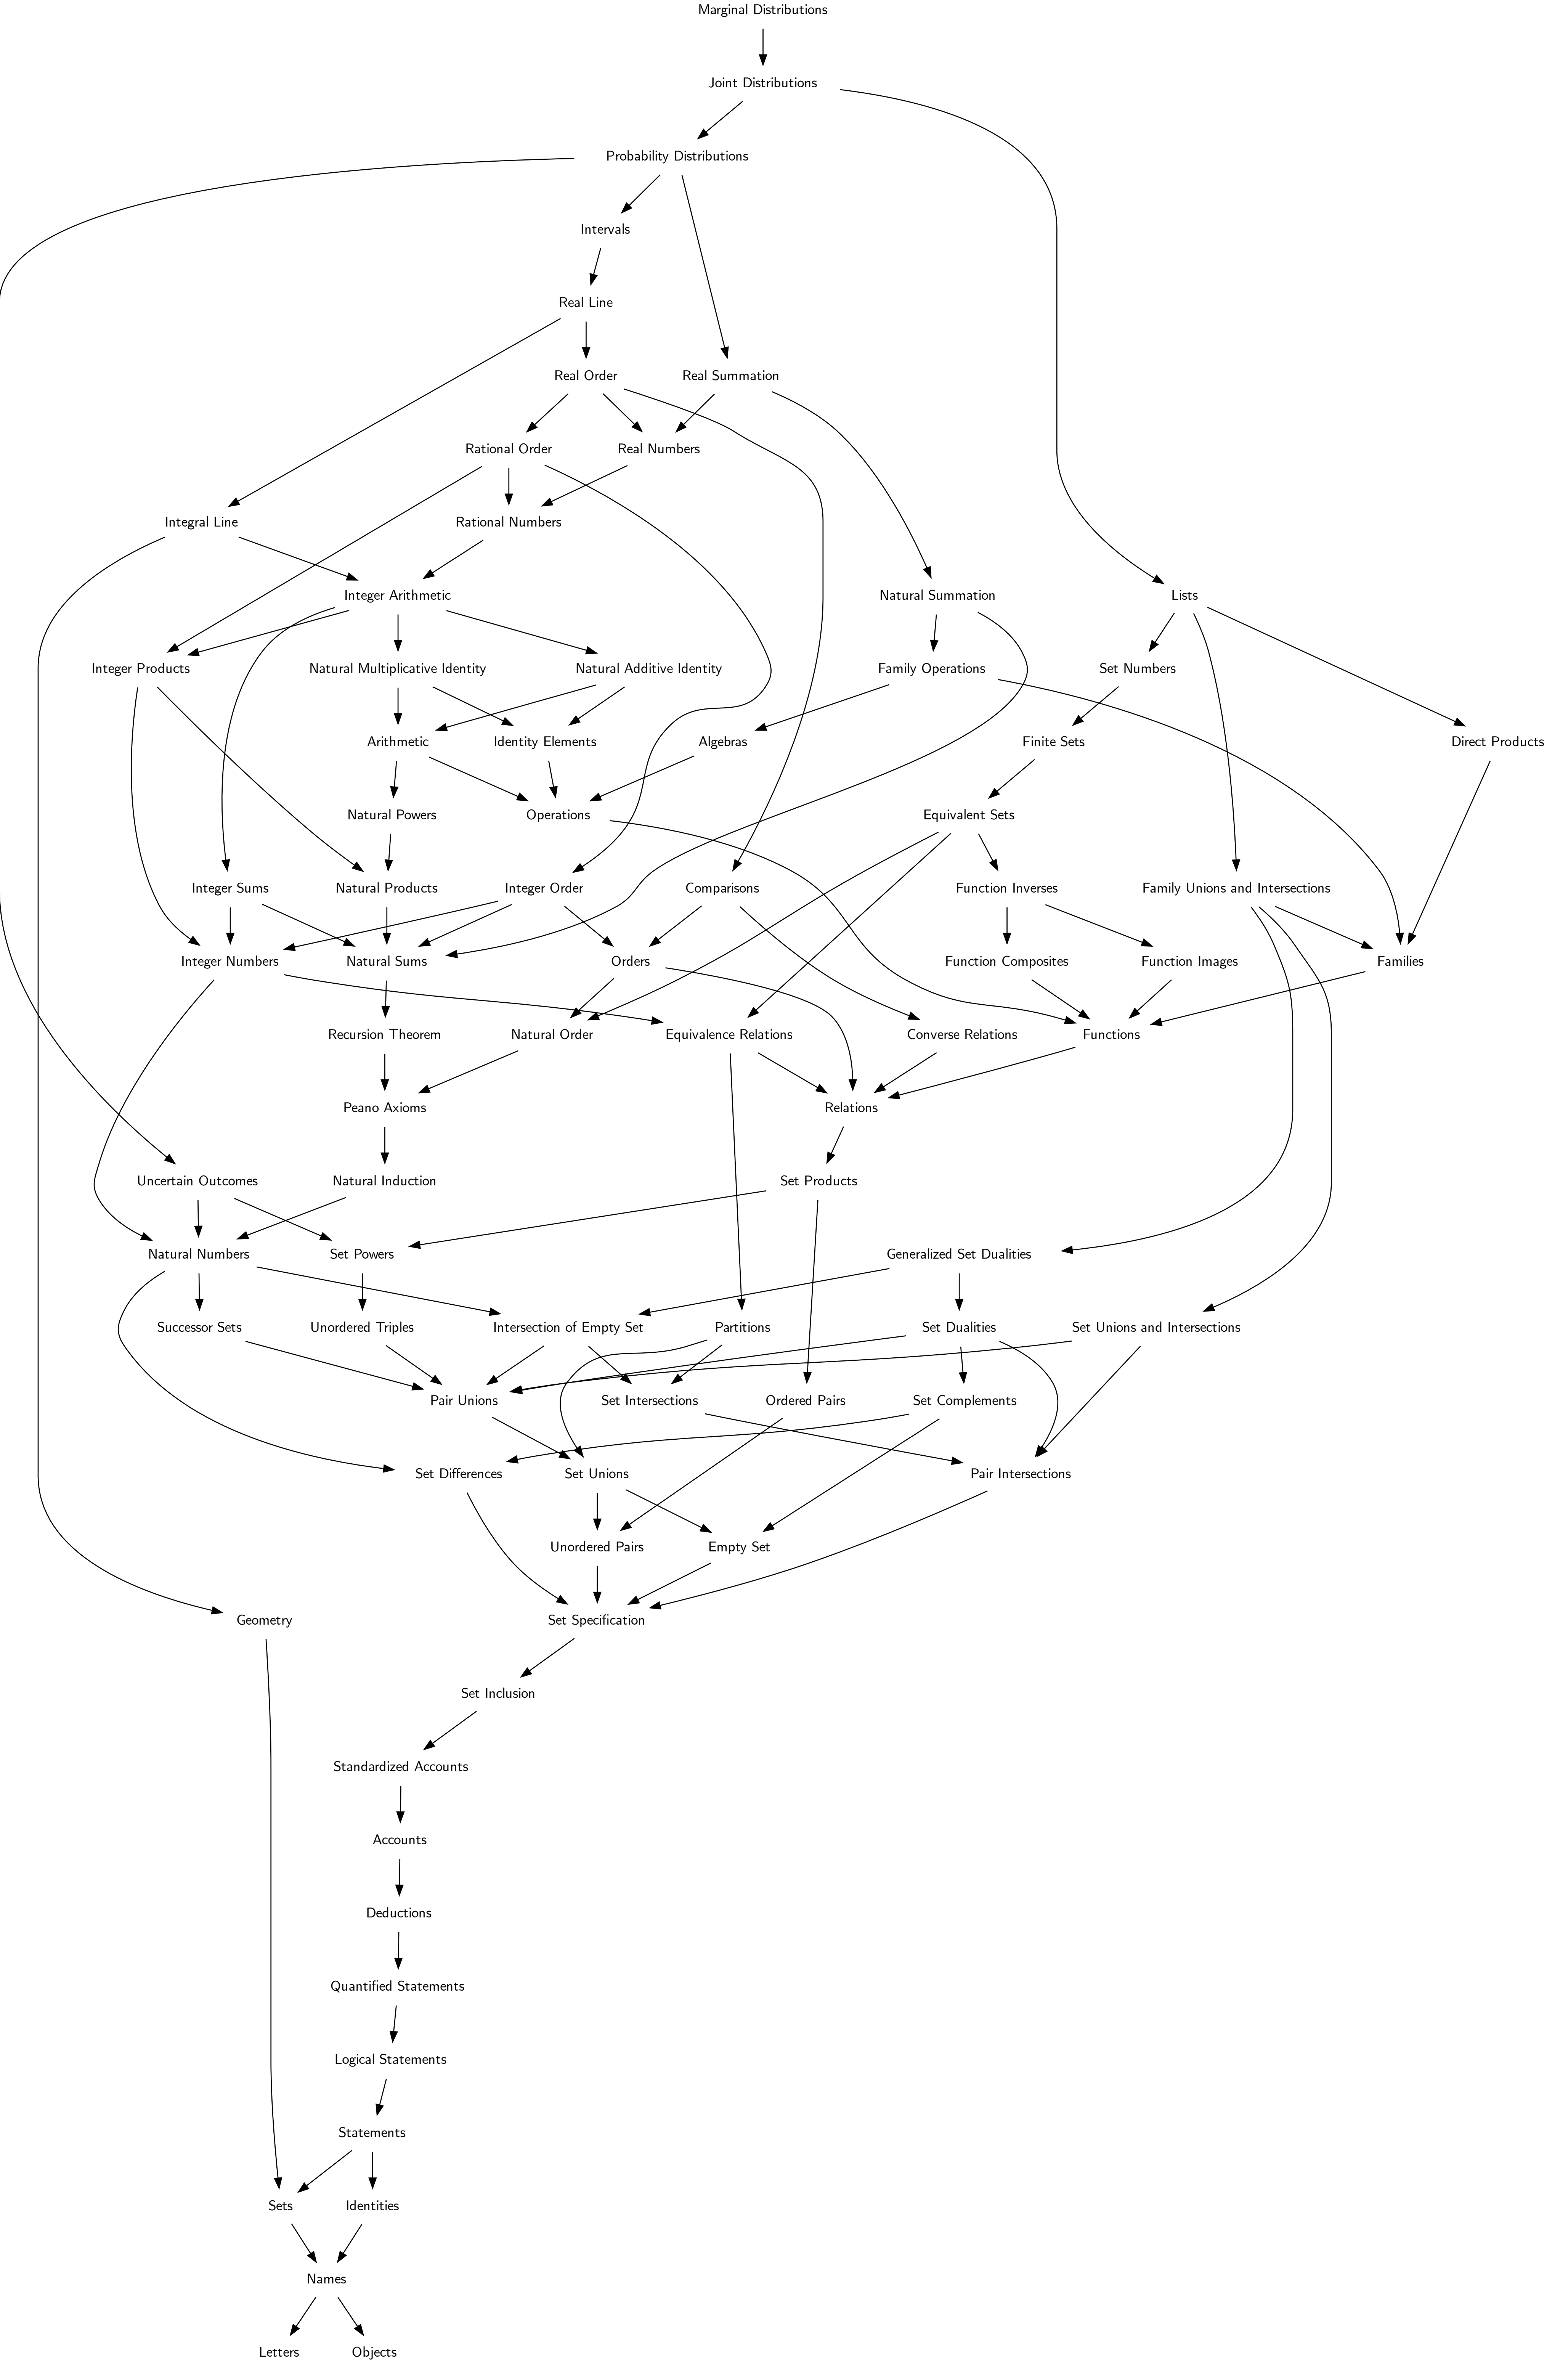 Marginal Distributions
Joint Distributions
Probability Distributions
Intervals
Real Line
Real Order
Real Summation
Rational Order
Real Numbers
Integral Line
Rational Numbers
Integer Arithmetic
Natural Summation
Lists
Integer Products
Natural Multiplicative Identity
Natural Additive Identity
Family Operations
Set Numbers
Arithmetic
Identity Elements
Algebras
Finite Sets
Direct Products
Natural Powers
Operations
Equivalent Sets
Integer Sums
Natural Products
Integer Order
Comparisons
Function Inverses
Family Unions and Intersections
Integer Numbers
Natural Sums
Orders
Function Composites
Function Images
Families
Recursion Theorem
Natural Order
Equivalence Relations
Converse Relations
Functions
Peano Axioms
Relations
Uncertain Outcomes
Natural Induction
Set Products
Natural Numbers
Set Powers
Generalized Set Dualities
Successor Sets
Unordered Triples
Intersection of Empty Set
Partitions
Set Dualities
Set Unions and Intersections
Pair Unions
Set Intersections
Ordered Pairs
Set Complements
Set Differences
Set Unions
Pair Intersections
Unordered Pairs
Empty Set
Geometry
Set Specification
Set Inclusion
Standardized Accounts
Accounts
Deductions
Quantified Statements
Logical Statements
Statements
Sets
Identities
Names
Letters
Objects